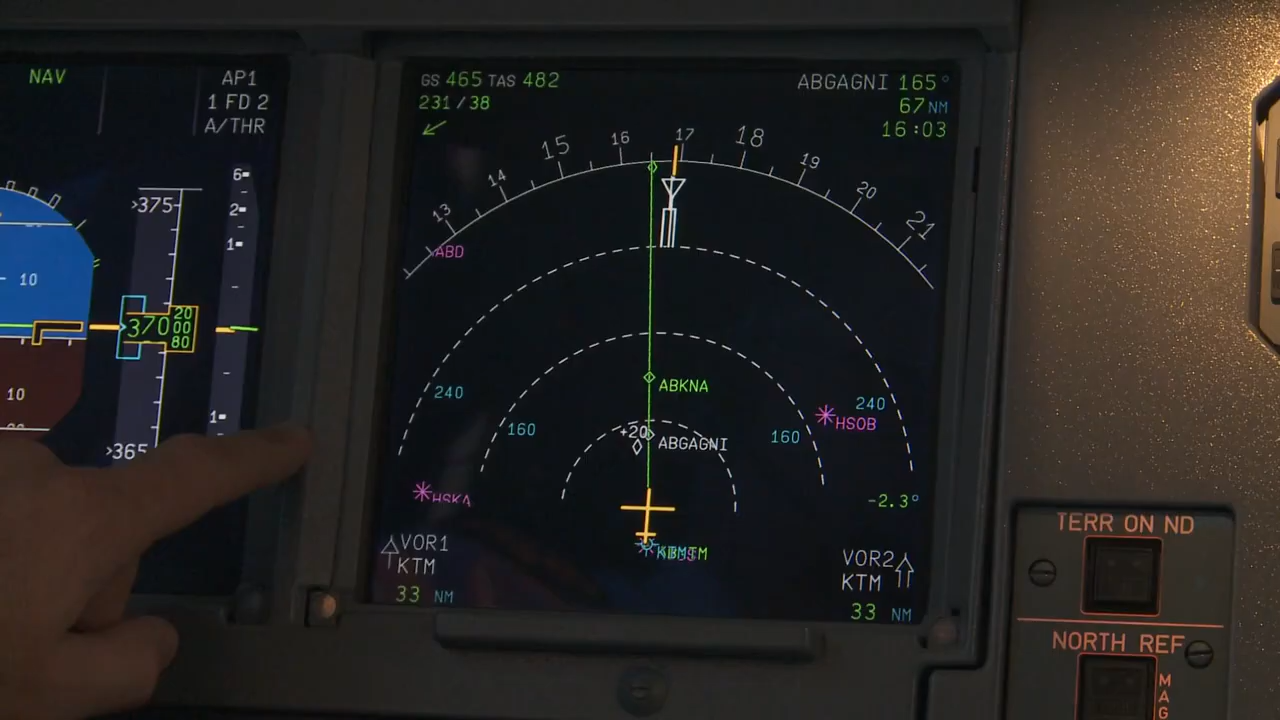 NAV
AP1
1 FD 2
A/THR
6
>375
2
1
10
370
20
00
80
10
1
>365
GS 465 TAS 482
231/38
ABGAGNI 165°
67 NM
16:03
13
14
15
16
17
18
19
20
21
ABD
240
240
160
160
ABKNA
HSOB
+20
ABGAGNI
HSKA
-2.3°
VOR1
KTM
33 NM
VOR2
KTM
33 NM
TERR ON ND
NORTH REF
MAG